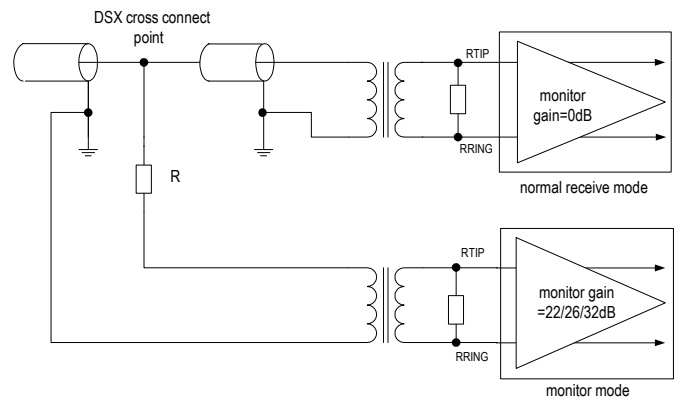 DSX cross connect
point
RTIP
monitor
gain=0dB
RRING
normal receive mode
R
RTIP
monitor gain
=22/26/32dB
RRING
monitor mode